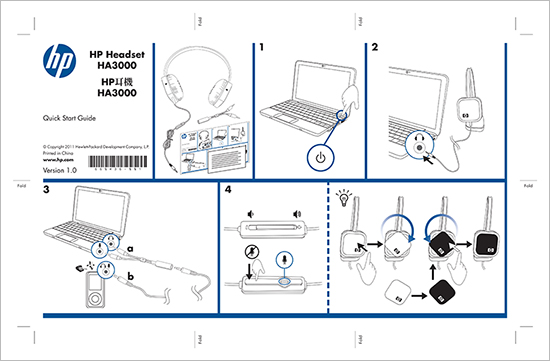 Fold
Fold
hp
HP Headset
HA3000
HP耳機
HA3000
Quick Start Guide
© Copyright 2011 Hewlett-Packard Development Company, L.P.
Printed in China
www.hp.com
Version 1.0
1
2
Fold
Fold
3
a
b
4
Fold
Fold